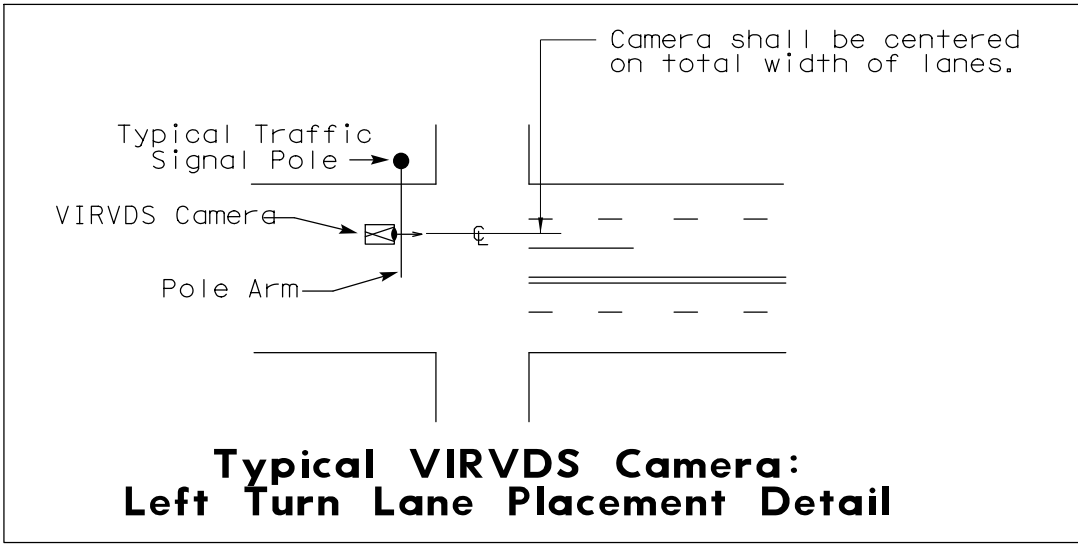 Camera shall be centered
on total width of lanes.
Typical Traffic
Signal Pole
VIRVDS Camera
℄
Pole Arm
Typical VIRVDS Camera:
Left Turn Lane Placement Detail